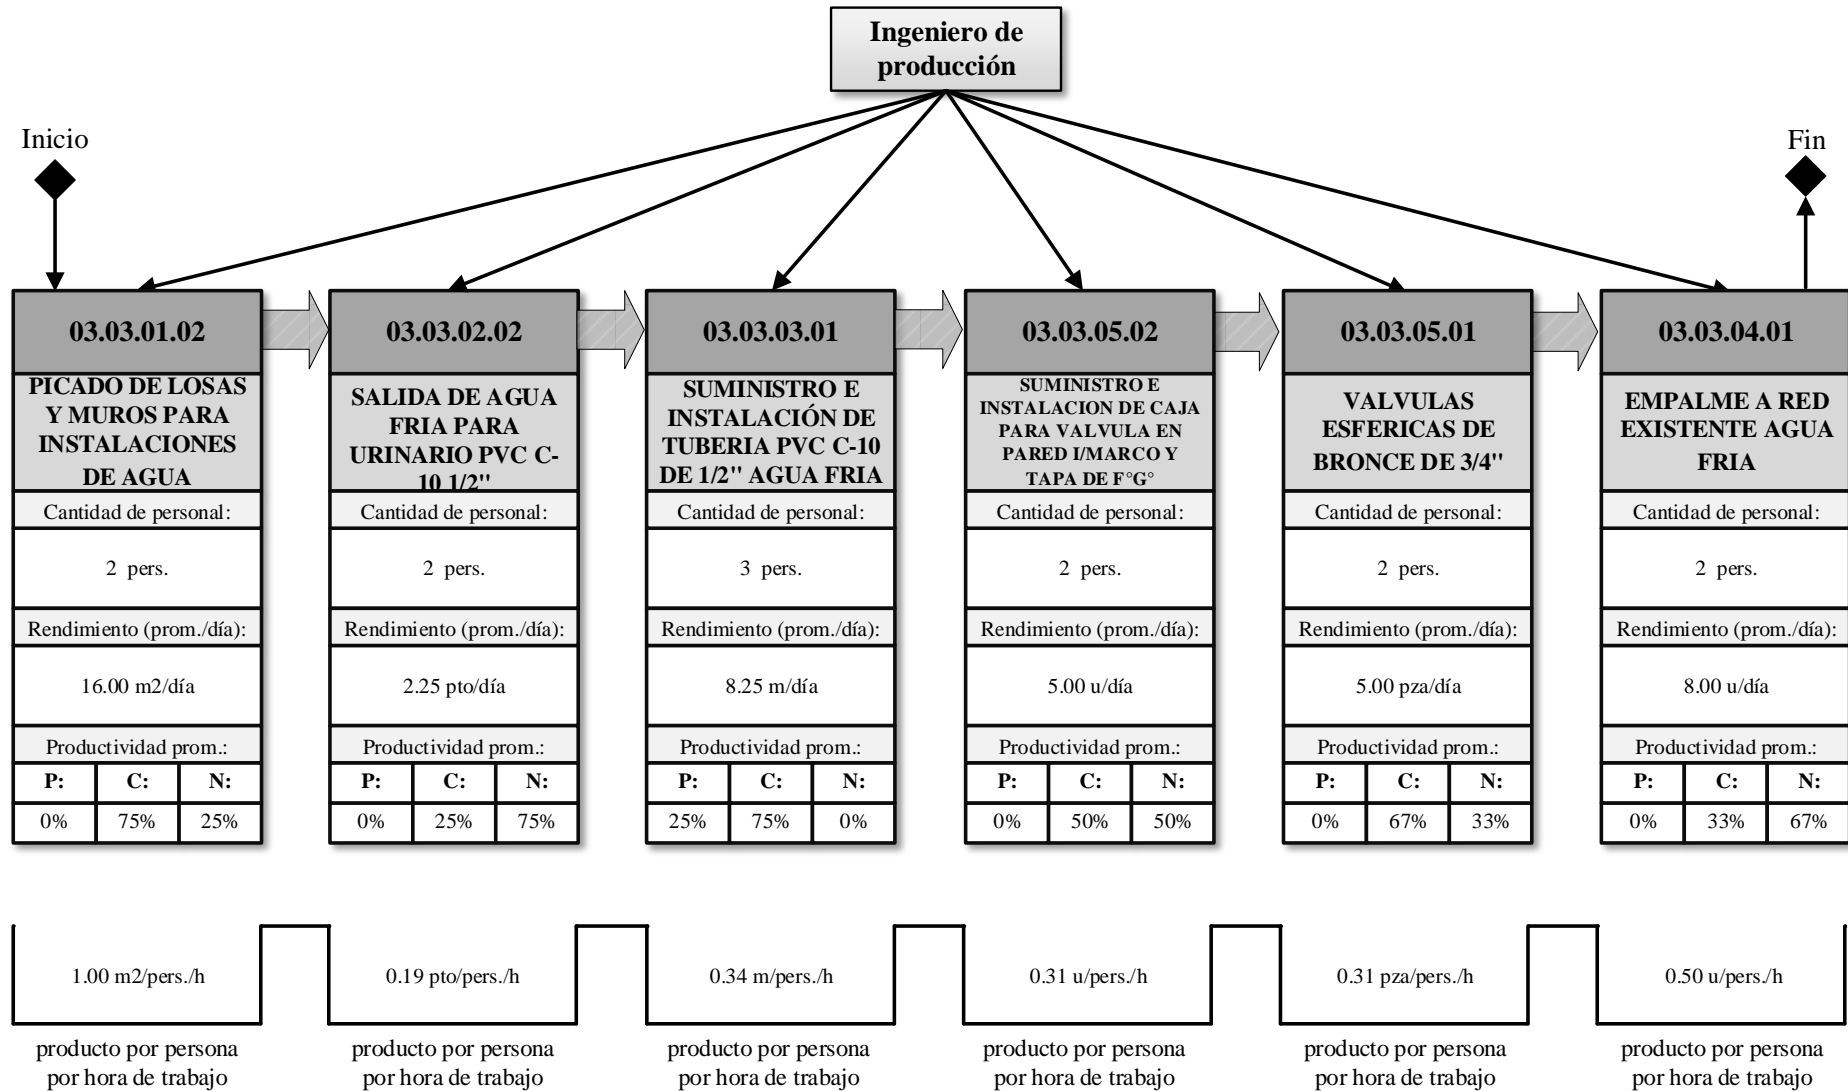 Ingeniero de
producción
Inicio
Fin
03.03.01.02
PICADO DE LOSAS
Y MUROS PARA
INSTALACIONES
DE AGUA
Cantidad de personal:
2 pers.
Rendimiento (prom./día):
16.00 m2/día
Productividad prom.:
P: C: N:
0% 75% 25%
1.00 m2/pers./h
producto por persona
por hora de trabajo
03.03.02.02
SALIDA DE AGUA
FRIA PARA
URINARIO PVC C-
10 1/2"
Cantidad de personal:
2 pers.
Rendimiento (prom./día):
2.25 pto/día
Productividad prom.:
P: C: N:
0% 25% 75%
0.19 pto/pers./h
producto por persona
por hora de trabajo
03.03.03.01
SUMINISTRO E
INSTALACIÓN DE
TUBERIA PVC C-10
DE 1/2" AGUA FRIA
Cantidad de personal:
3 pers.
Rendimiento (prom./día):
8.25 m/día
Productividad prom.:
P: C: N:
25% 75% 0%
0.34 m/pers./h
producto por persona
por hora de trabajo
03.03.05.02
SUMINISTRO E
INSTALACION DE CAJA
PARA VALVULA EN
PARED I/MARCO Y
TAPA DE F°G°
Cantidad de personal:
2 pers.
Rendimiento (prom./día):
5.00 u/día
Productividad prom.:
P: C: N:
0% 50% 50%
0.31 u/pers./h
producto por persona
por hora de trabajo
03.03.05.01
VALVULAS
ESFERICAS DE
BRONCE DE 3/4"
Cantidad de personal:
2 pers.
Rendimiento (prom./día):
5.00 pza/día
Productividad prom.:
P: C: N:
0% 67% 33%
0.31 pza/pers./h
producto por persona
por hora de trabajo
03.03.04.01
EMPALME A RED
EXISTENTE AGUA
FRIA
Cantidad de personal:
2 pers.
Rendimiento (prom./día):
8.00 u/día
Productividad prom.:
P: C: N:
0% 33% 67%
0.50 u/pers./h
producto por persona
por hora de trabajo